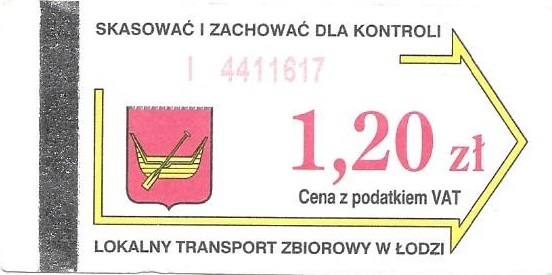 SKASOWAĆ I ZACHOWAĆ DLA KONTROLI
I 4411617
1,20 zł
Cena z podatkiem VAT
LOKALNY TRANSPORT ZBIOROWY W ŁODZI